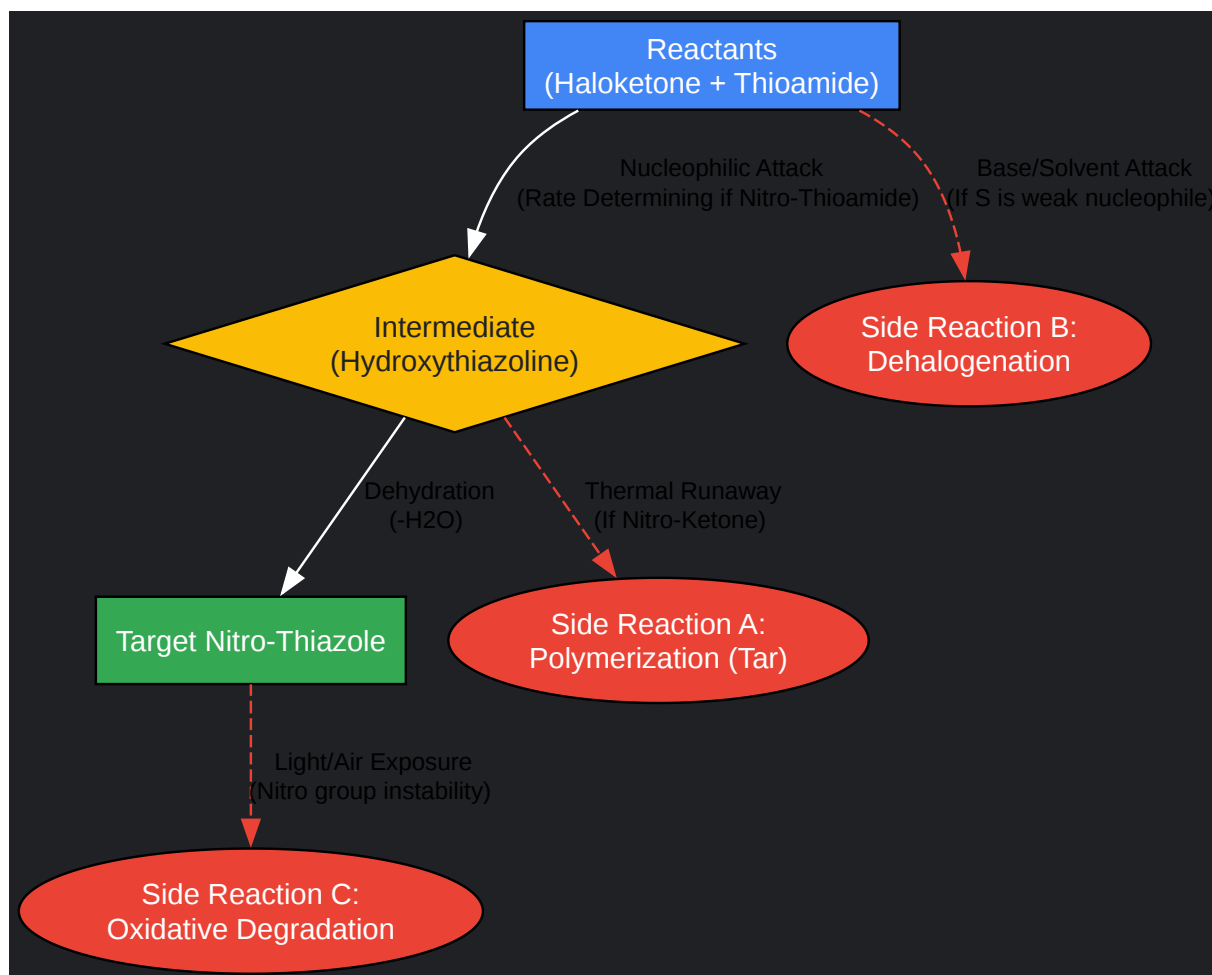 Reactants
(Haloketone + Thioamide)
Nucleophilic Attack
(Rate Determining if Nitro-Thioamide)
Base/Solvent Attack
(If S is weak nucleophile)
Intermediate
(Hydroxythiazoline)
Side Reaction B:
Dehalogenation
Dehydration
(-H2O)
Thermal Runaway
(If Nitro-Ketone)
Target Nitro-Thiazole
Side Reaction A:
Polymerization (Tar)
Light/Air Exposure
(Nitro group instability)
Side Reaction C:
Oxidative Degradation